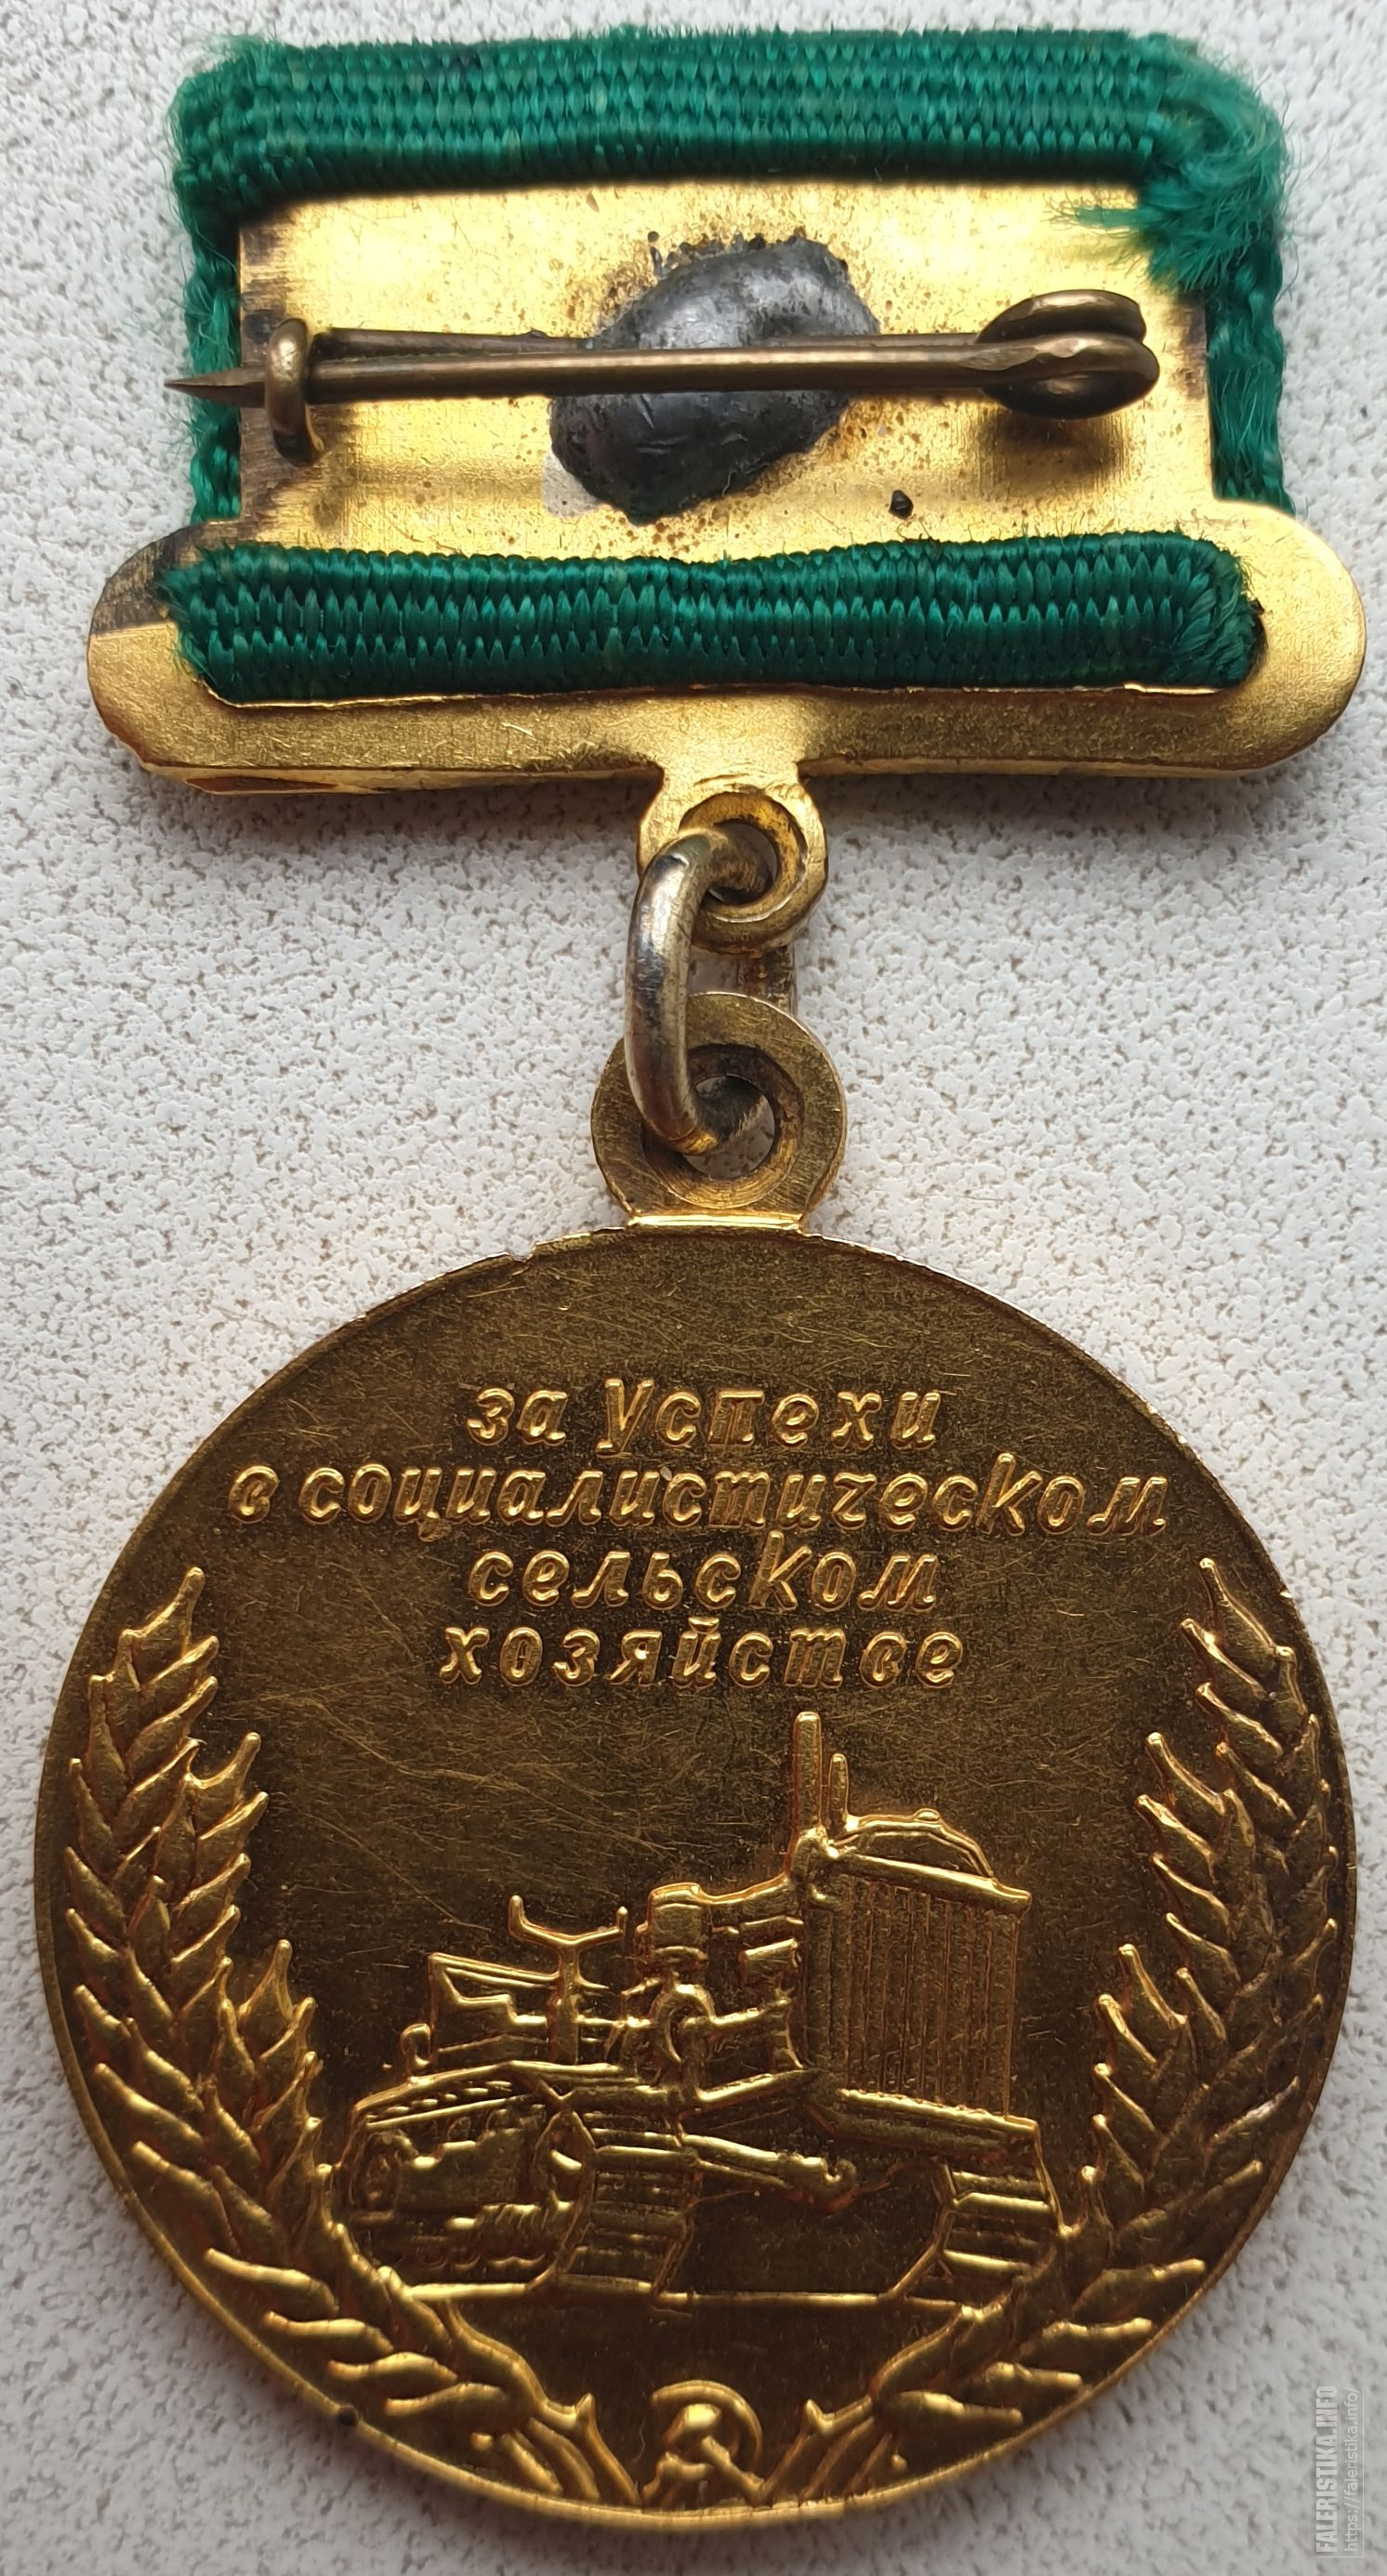 за успехи
в социалистическом
сельском
хозяйстве
FALERISTIKA.INFO
https://faleristika.info/